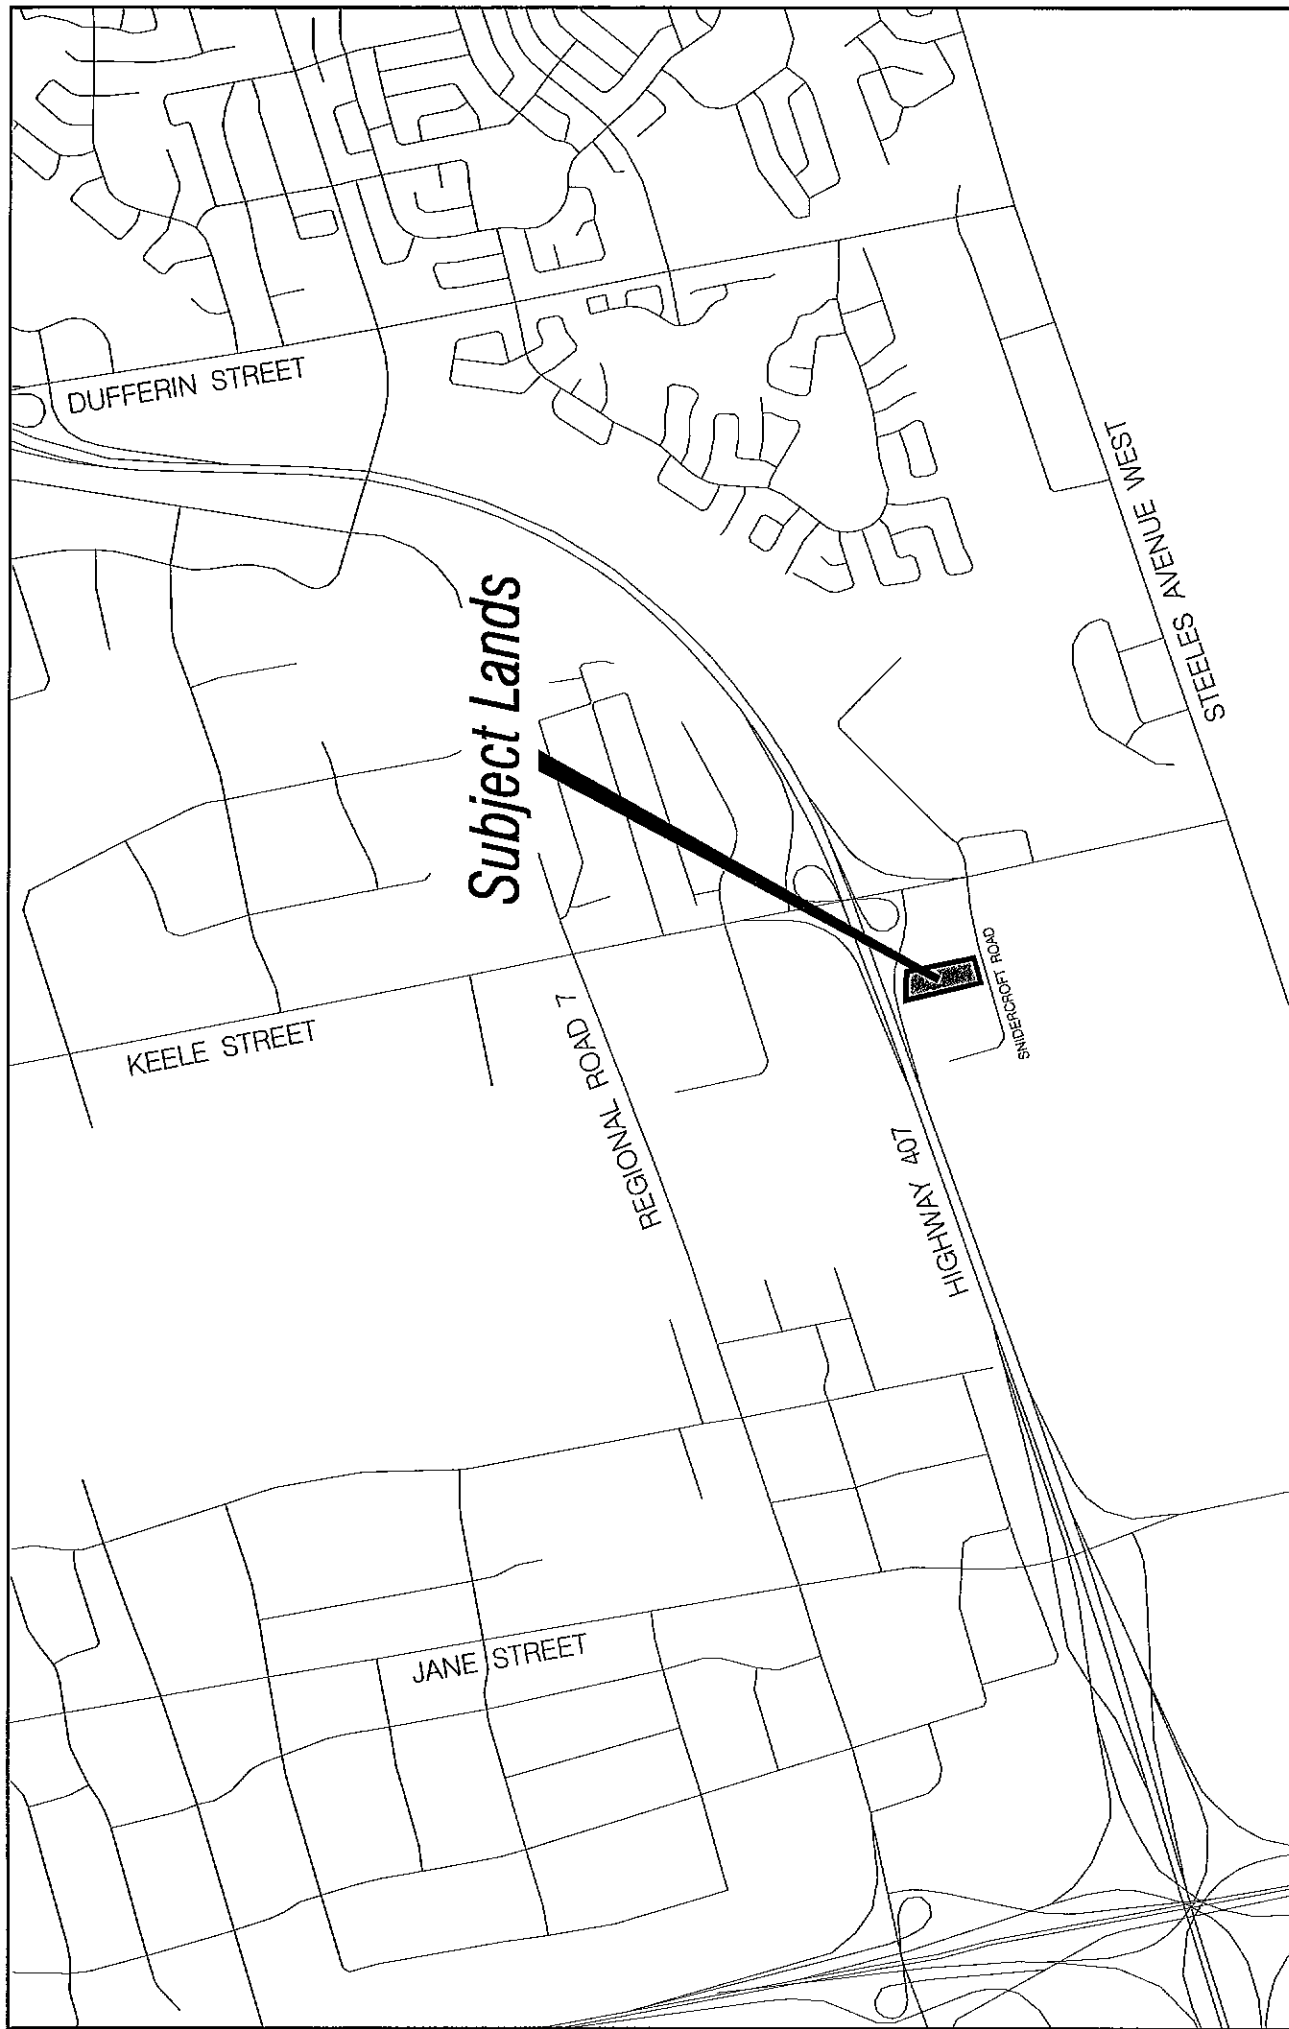 DUFFERIN STREET
STEELES AVENUE WEST
Subject Lands
KEELE STREET
REGIONAL ROAD 7
SNIDERCROFT ROAD
HIGHWAY 407
JANE STREET